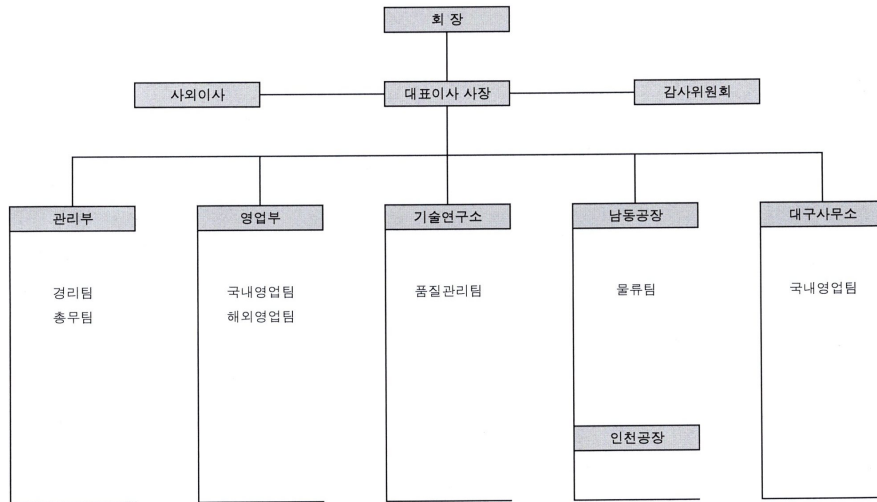 회 장
사외이사
대표이사 사장
감사위원회
관리부
영업부
기술연구소
남동공장
대구사무소
경리팀
총무팀
국내영업팀
해외영업팀
품질관리팀
물류팀
국내영업팀
인천공장